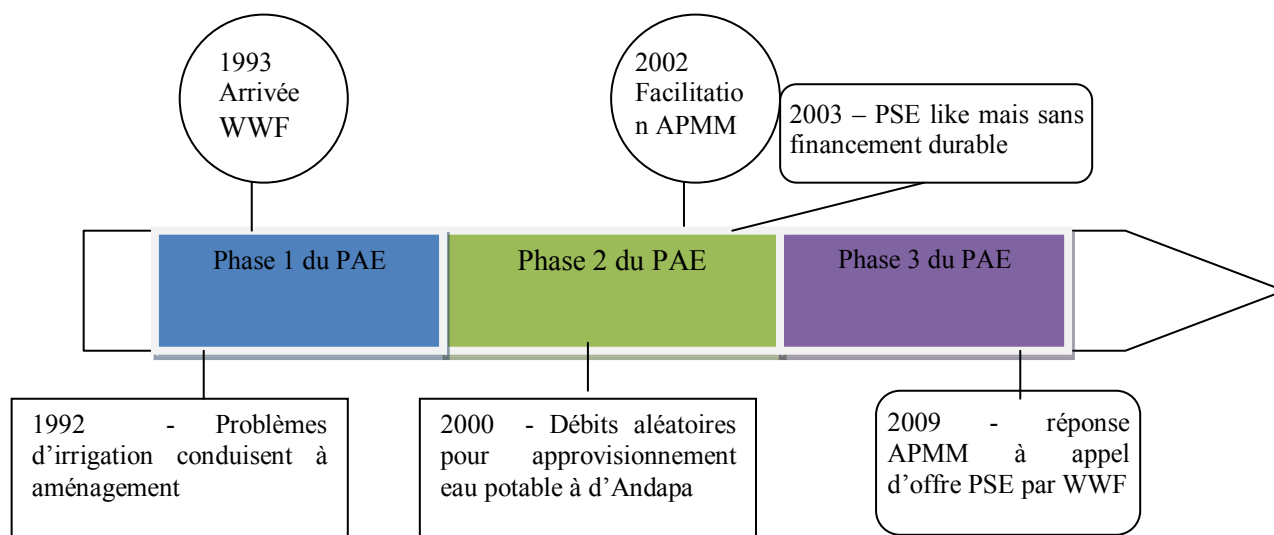 1993
Arrivée
WWF
2002
Facilitatio
n APMM
2003 – PSE like mais sans
financement durable
Phase 1 du PAE
Phase 2 du PAE
Phase 3 du PAE
1992 - Problèmes
d’irrigation conduisent à
aménagement
2000 - Débits aléatoires
pour approvisionnement
eau potable à d’Andapa
2009 - réponse
APMM à appel
d’offre PSE par WWF